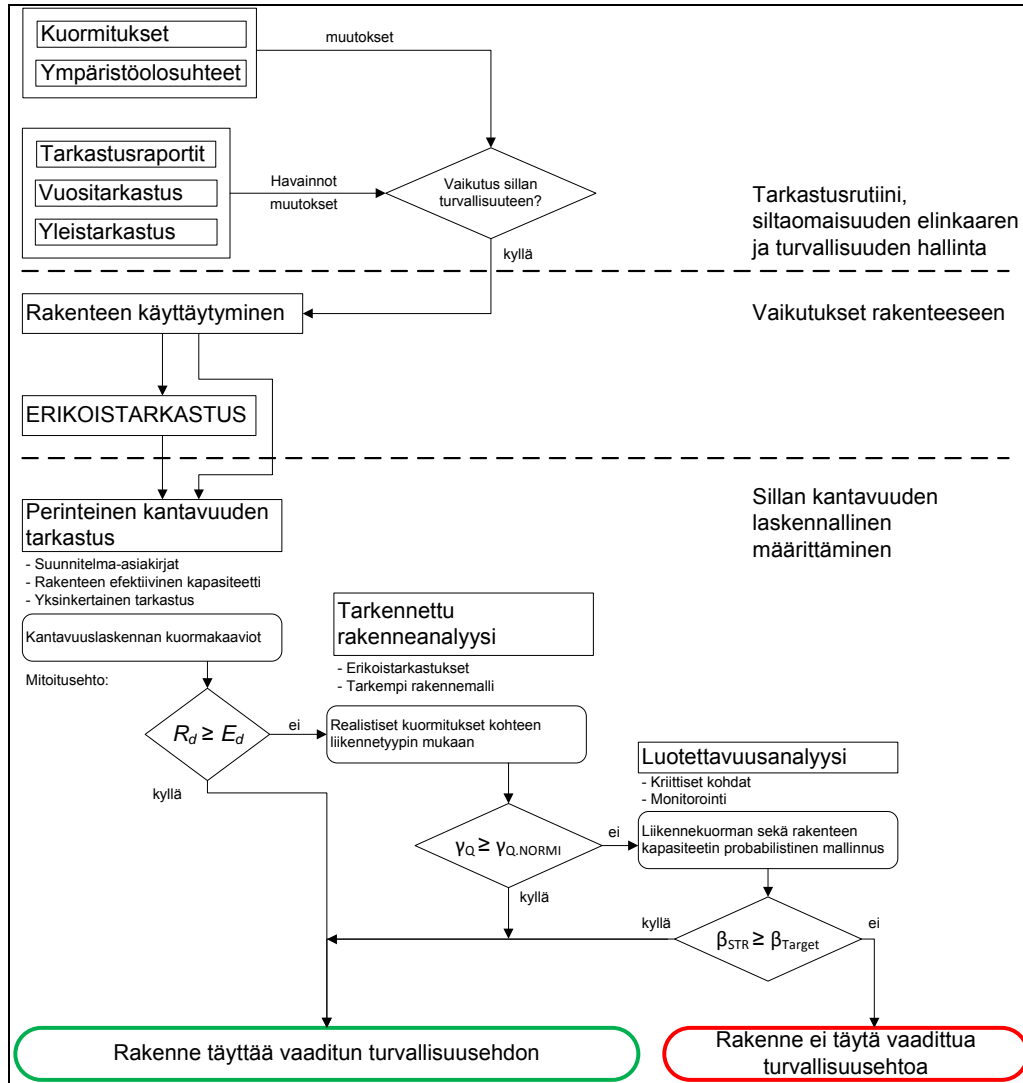 Kuormitukset
Ympäristöolosuhteet
muutokset
Tarkastusraportit
Vuositarkastus
Yleistarkastus
Havainnot
muutokset
Vaikutus sillan
turvallisuuteen?
kyllä
Tarkastusrutiini,
siltaomaisuuden elinkaaren
ja turvallisuuden hallinta
Rakenteen käyttäytyminen
Vaikutukset rakenteeseen
ERIKOISTARKASTUS
Perinteinen kantavuuden
tarkastus
- Suunnitelma-asiakirjat
- Rakenteen efektiivinen kapasiteetti
- Yksinkertainen tarkastus
Sillan kantavuuden
laskennallinen
määrittäminen
Kantavuuslaskennan kuormakaaviot
Mitoitusehto:
Rd ≥ Ed
ei
kyllä
Tarkennettu
rakenneanalyysi
- Erikoistarkastukset
- Tarkempi rakennemalli
Realistiset kuormitukset kohteen
liikennetyypin mukaan
γQ ≥ γQ.NORMI
ei
kyllä
Luotettavuusanalyysi
- Kriittiset kohdat
- Monitorointi
Liikennekuorman sekä rakenteen
kapasiteetin probabilistinen mallinnus
kyllä
βSTR ≥ βTarget
ei
Rakenne täyttää vaaditun turvallisuusehdon
Rakenne ei täytä vaadittua
turvallisuusehtoa